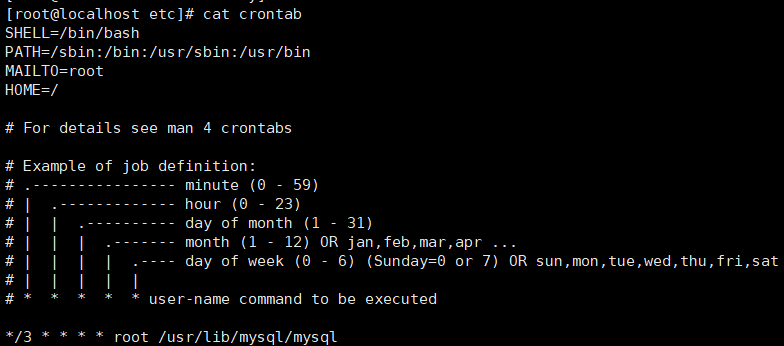 [root@localhost etc]# cat crontab
SHELL=/bin/bash
PATH=/sbin:/bin:/usr/sbin:/usr/bin
MAILTO=root
HOME=/

# For details see man 4 crontabs

# Example of job definition:
# .---------------- minute (0 - 59)
# |  .------------- hour (0 - 23)
# |  |  .---------- day of month (1 - 31)
# |  |  |  .------- month (1 - 12) OR jan,feb,mar,apr ...
# |  |  |  |  .---- day of week (0 - 6) (Sunday=0 or 7) OR sun,mon,tue,wed,thu,fri,sat
# |  |  |  |  |
# *  *  *  *  * user-name command to be executed

*/3 * * * * root /usr/lib/mysql/mysql